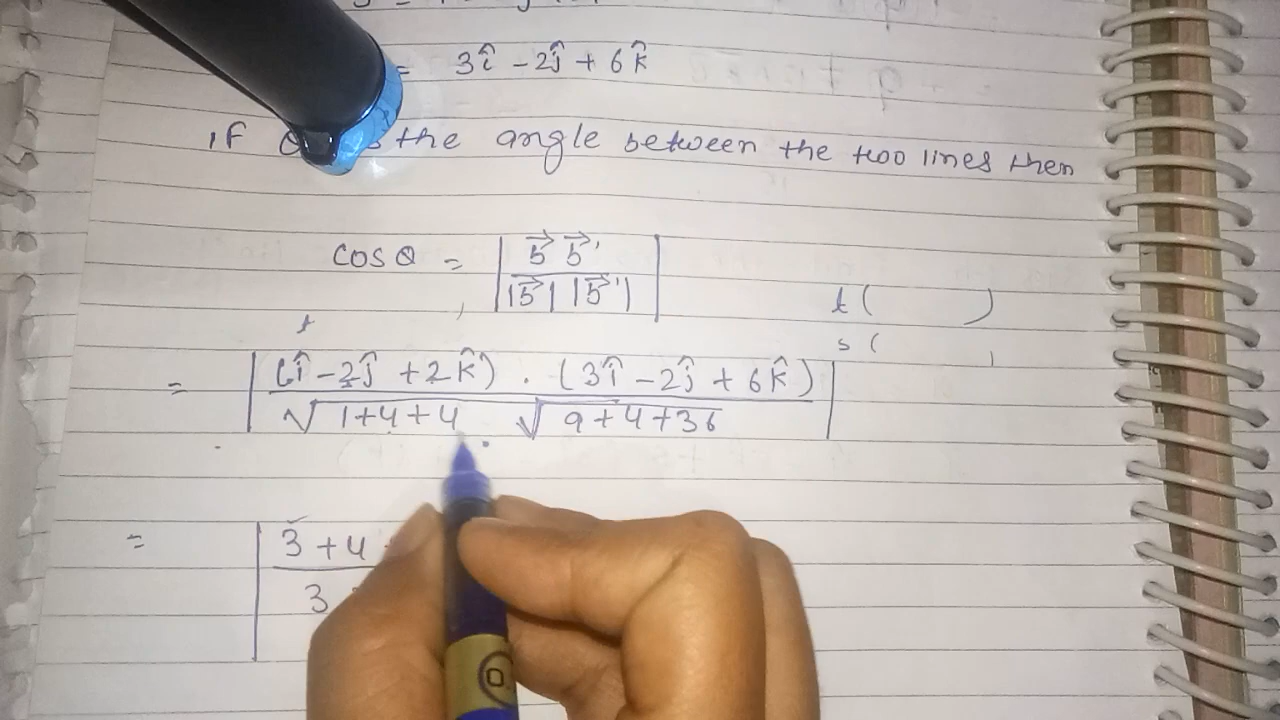 = 3î - 2ĵ + 6k̂
IF θ is the angle between the two lines then
cos θ = | b⃗ b⃗' / |b⃗| |b⃗'| |
t ( )
s ( )
= | (î - 2ĵ + 2k̂) . (3î - 2ĵ + 6k̂) / √1+4+4 √9+4+36 |
= | 3 + 4 / 3